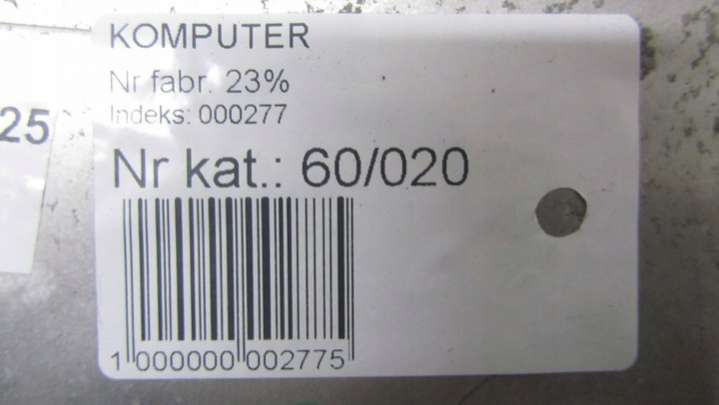 KOMPUTER
Nr fabr. 23%
Indeks: 000277
25
Nr kat.: 60/020
1 000000 002775